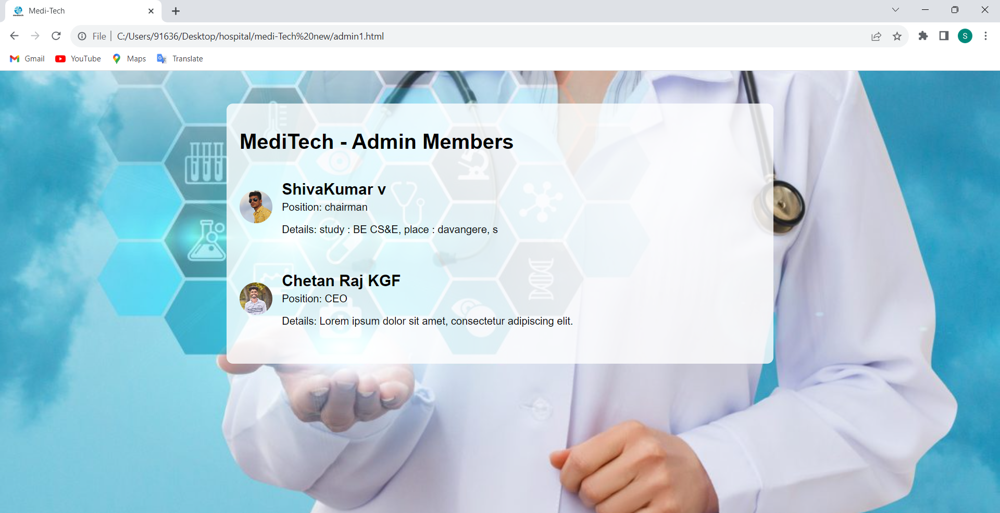 Medi-Tech
File
C:/Users/91636/Desktop/hospital/medi-Tech%20new/admin1.html
S
Gmail
YouTube
Maps
Translate
MediTech - Admin Members
ShivaKumar v
Position: chairman
Details: study : BE CS&E, place : davangere, s
Chetan Raj KGF
Position: CEO
Details: Lorem ipsum dolor sit amet, consectetur adipiscing elit.